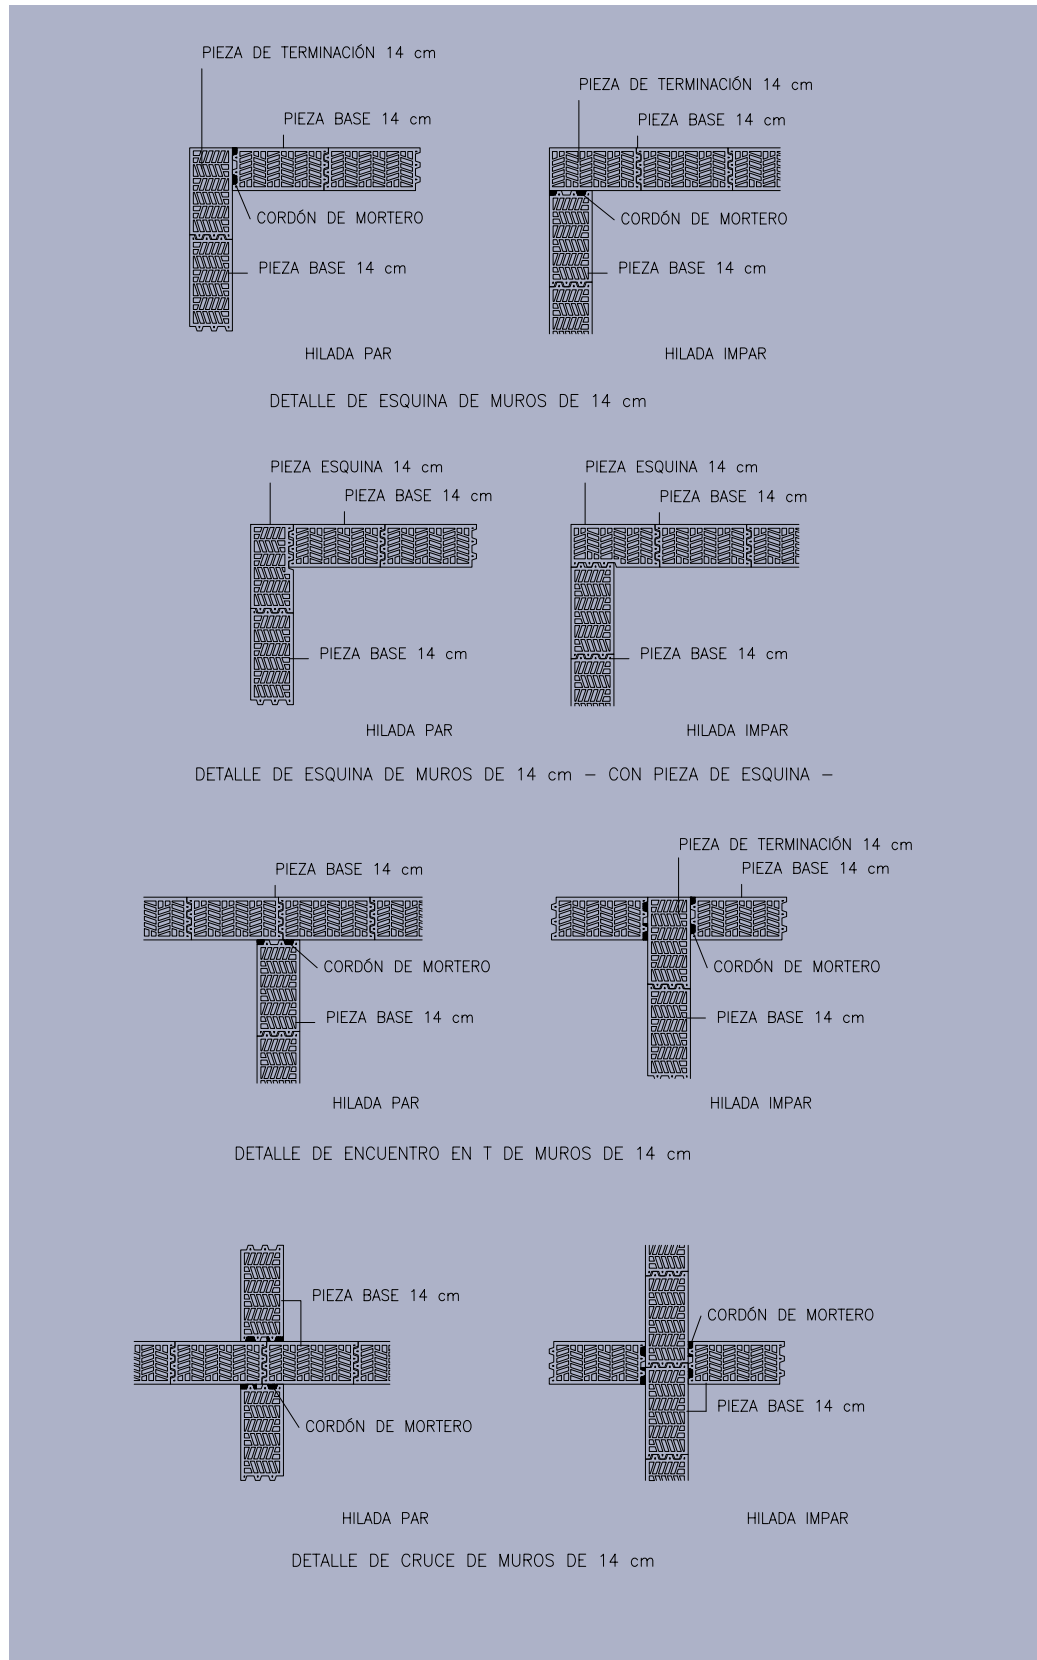 PIEZA DE TERMINACIÓN 14 cm
PIEZA BASE 14 cm
CORDÓN DE MORTERO
PIEZA BASE 14 cm
HILADA PAR
PIEZA DE TERMINACIÓN 14 cm
PIEZA BASE 14 cm
CORDÓN DE MORTERO
PIEZA BASE 14 cm
HILADA IMPAR
DETALLE DE ESQUINA DE MUROS DE 14 cm
PIEZA ESQUINA 14 cm
PIEZA BASE 14 cm
PIEZA BASE 14 cm
HILADA PAR
PIEZA ESQUINA 14 cm
PIEZA BASE 14 cm
PIEZA BASE 14 cm
HILADA IMPAR
DETALLE DE ESQUINA DE MUROS DE 14 cm – CON PIEZA DE ESQUINA –
PIEZA BASE 14 cm
CORDÓN DE MORTERO
PIEZA BASE 14 cm
HILADA PAR
PIEZA DE TERMINACIÓN 14 cm
PIEZA BASE 14 cm
CORDÓN DE MORTERO
PIEZA BASE 14 cm
HILADA IMPAR
DETALLE DE ENCUENTRO EN T DE MUROS DE 14 cm
PIEZA BASE 14 cm
CORDÓN DE MORTERO
HILADA PAR
CORDÓN DE MORTERO
PIEZA BASE 14 cm
HILADA IMPAR
DETALLE DE CRUCE DE MUROS DE 14 cm